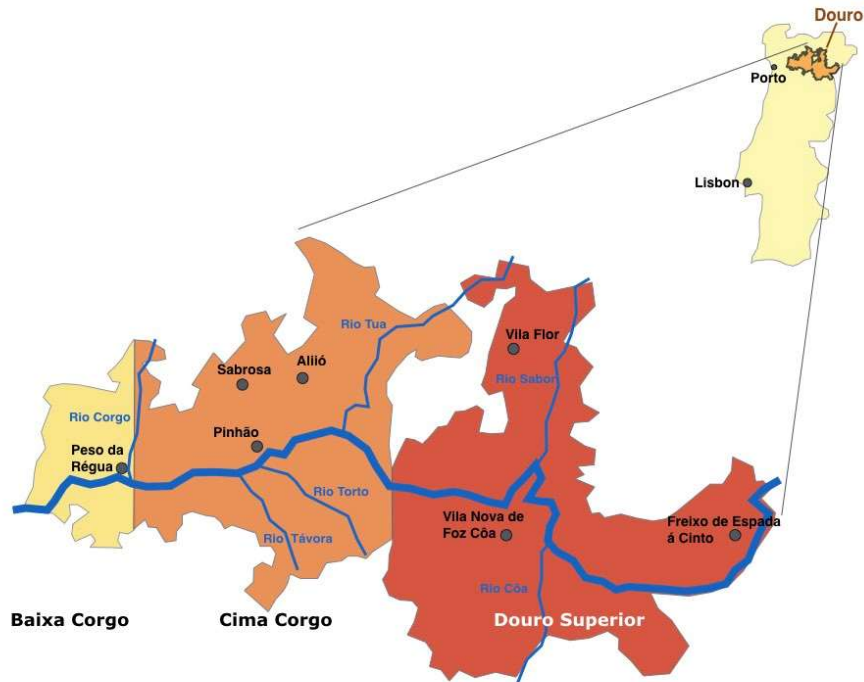 Douro
Porto
Lisbon
Rio Tua
Vila Flor
Allió
Sabrosa
Rio Sabor
Rio Corgo
Pinhão
Peso da
Régua
Rio Torto
Vila Nova de
Foz Côa
Freixo de Espada
á Cinto
Rio Távora
Rio Côa
Baixa Corgo
Cima Corgo
Douro Superior